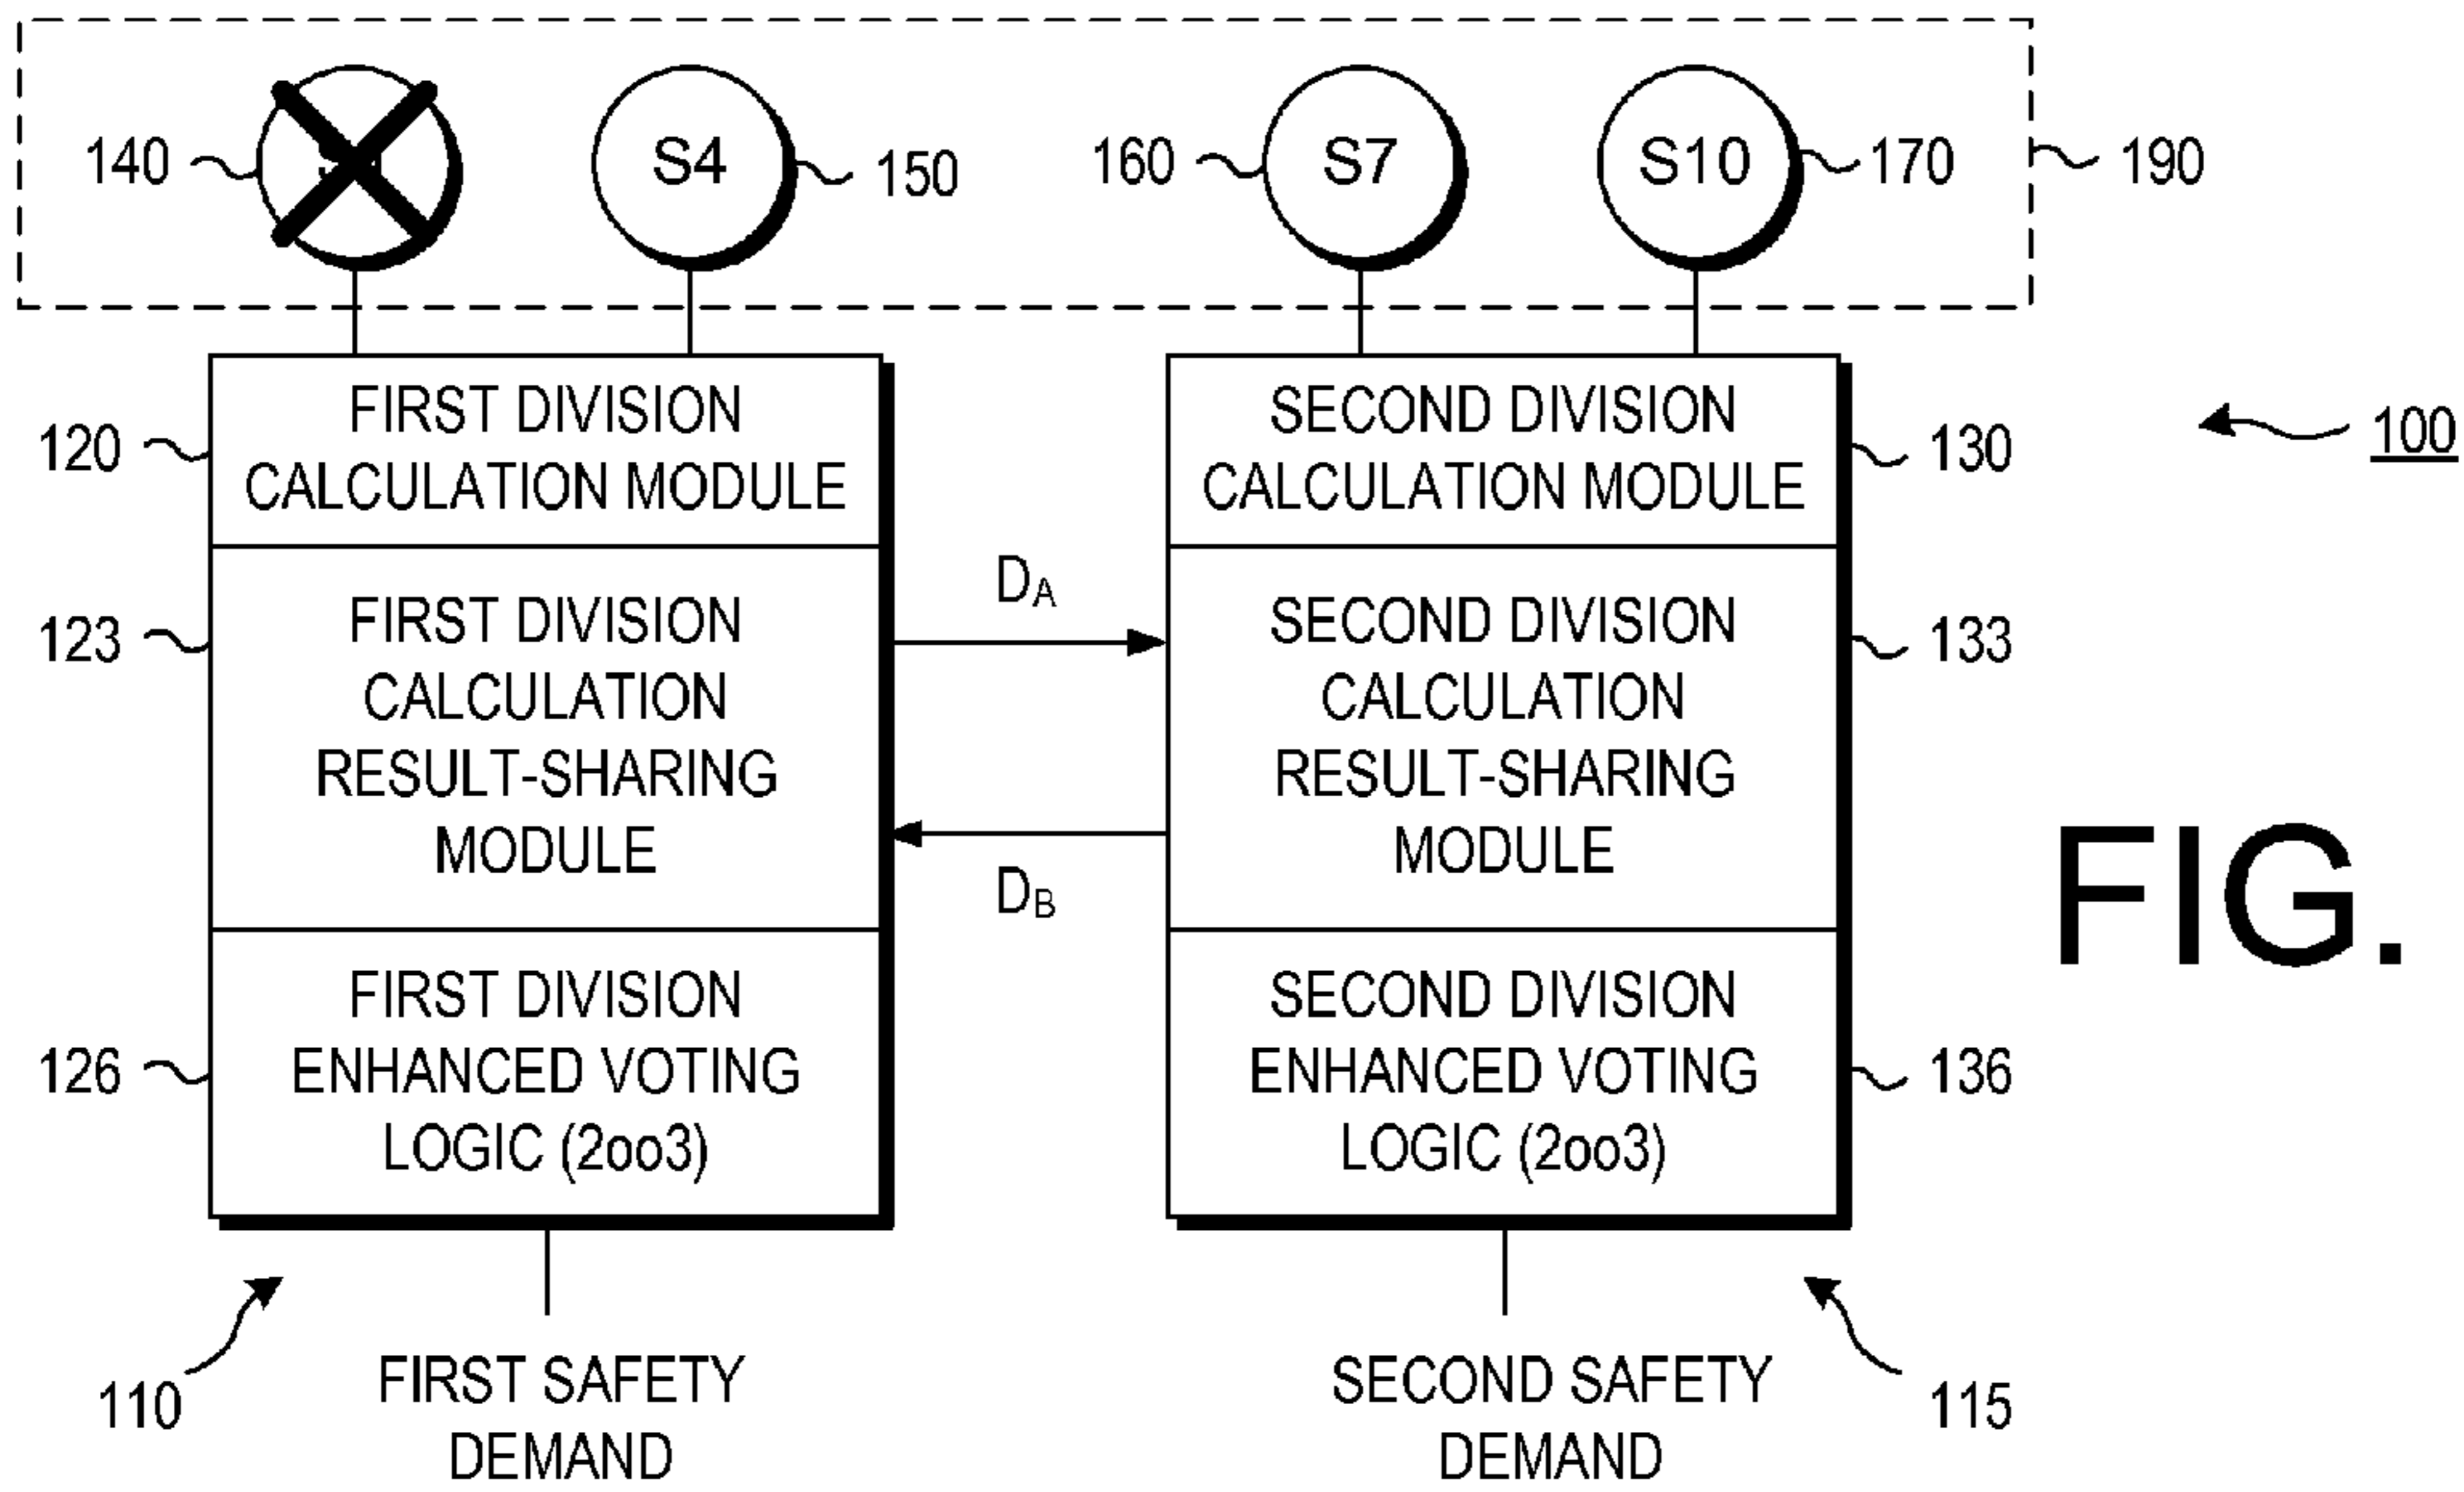 140
S4
150
160
S7
S10
170
190
FIRST DIVISION
CALCULATION MODULE
120
SECOND DIVISION
CALCULATION MODULE
130
100
123
FIRST DIVISION
CALCULATION
RESULT-SHARING
MODULE
DA
DB
SECOND DIVISION
CALCULATION
RESULT-SHARING
MODULE
133
FIG.
126
FIRST DIVISION
ENHANCED VOTING
LOGIC (2oo3)
SECOND DIVISION
ENHANCED VOTING
LOGIC (2oo3)
136
110
FIRST SAFETY
DEMAND
SECOND SAFETY
DEMAND
115